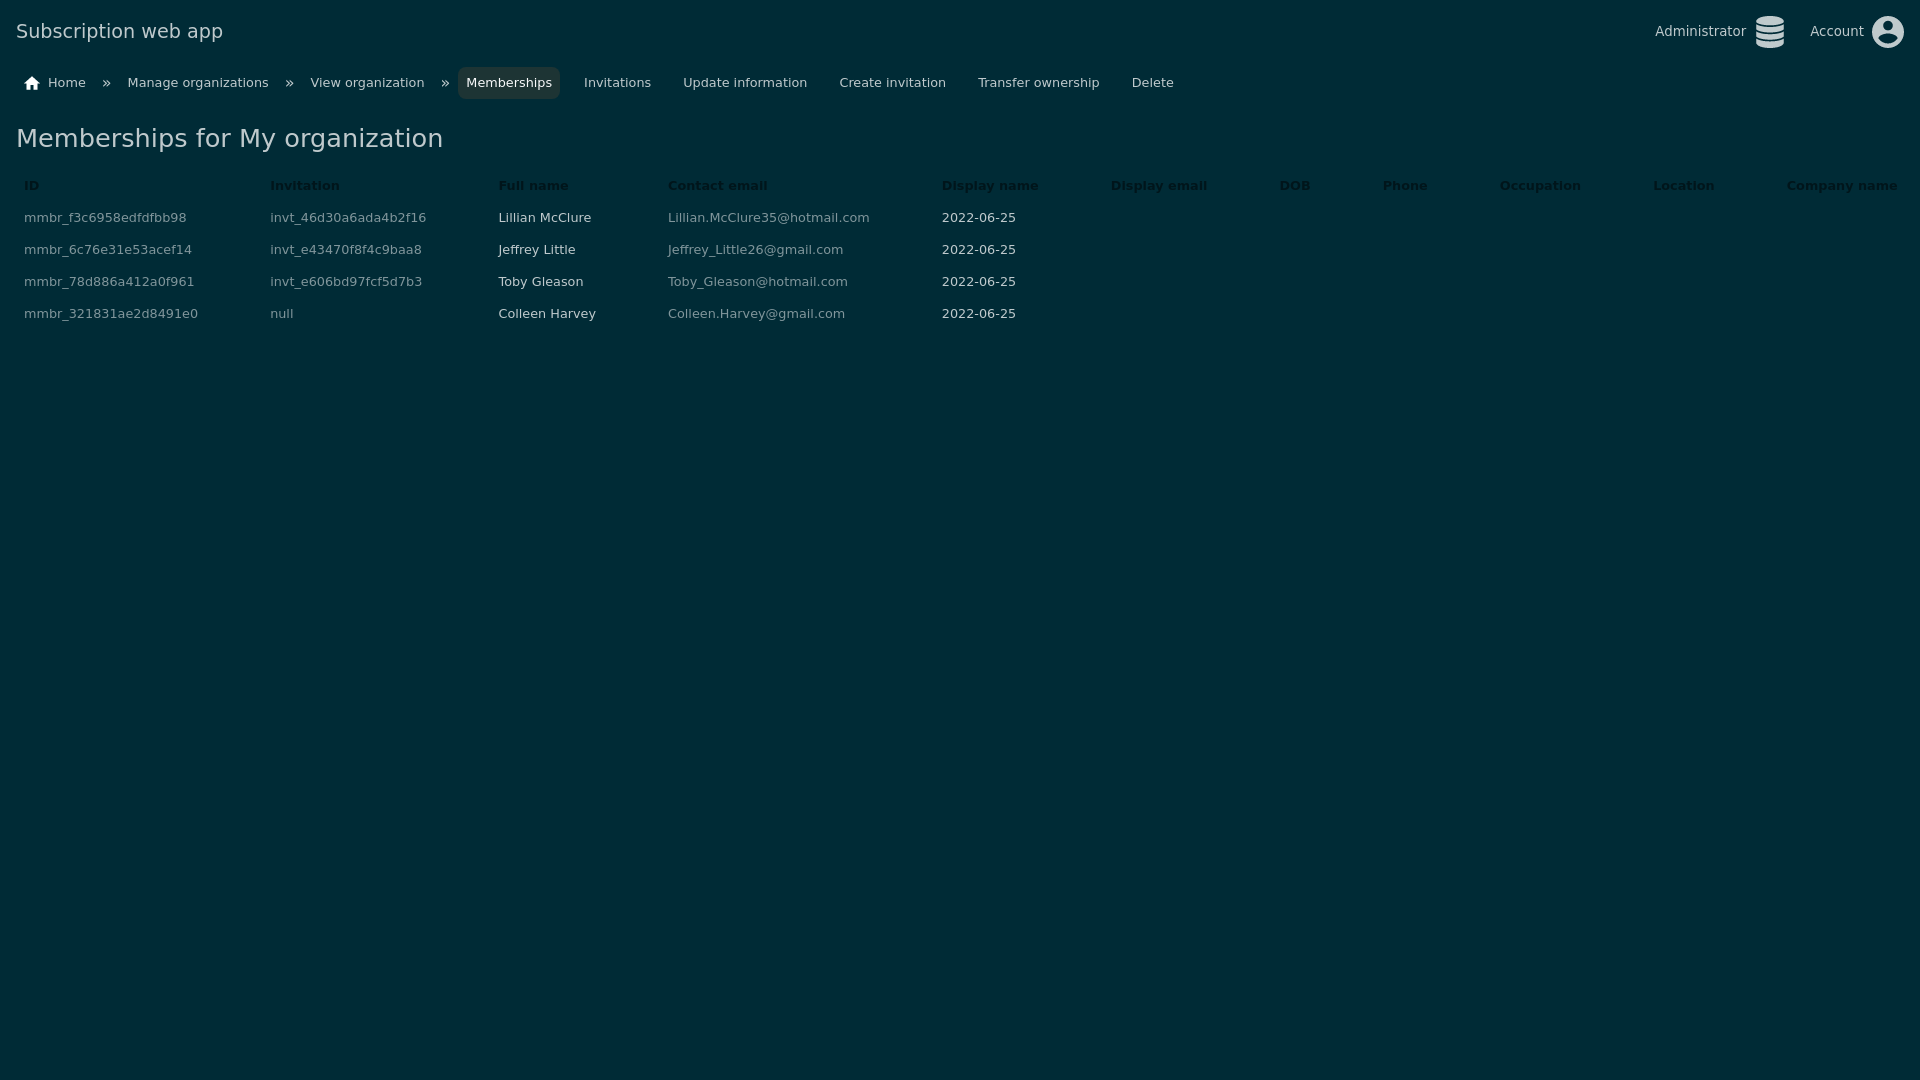 Subscription web app
Administrator Account
Home » Manage organizations » View organization » Memberships Invitations Update information Create invitation Transfer ownership Delete
Memberships for My organization
ID Invitation Full name Contact email Display name Display email DOB Phone Occupation Location Company name
mmbr_f3c6958edfdfbb98 invt_46d30a6ada4b2f16 Lillian McClure Lillian.McClure35@hotmail.com 2022-06-25
mmbr_6c76e31e53acef14 invt_e43470f8f4c9baa8 Jeffrey Little Jeffrey_Little26@gmail.com 2022-06-25
mmbr_78d886a412a0f961 invt_e606bd97fcf5d7b3 Toby Gleason Toby_Gleason@hotmail.com 2022-06-25
mmbr_321831ae2d8491e0 null Colleen Harvey Colleen.Harvey@gmail.com 2022-06-25